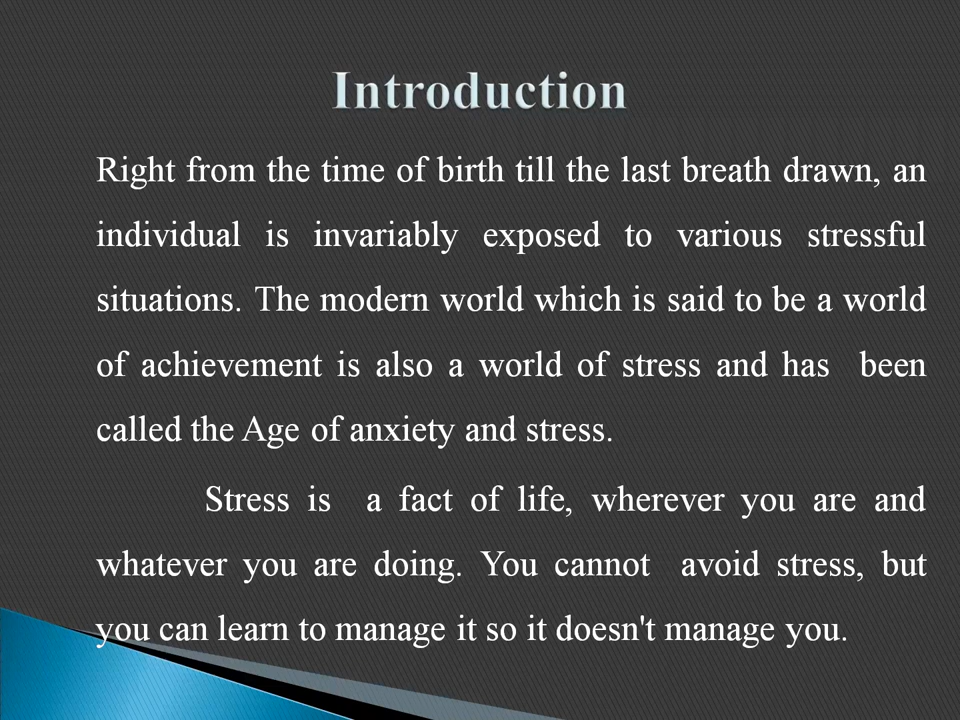 Introduction
Right from the time of birth till the last breath drawn, an
individual is invariably exposed to various stressful
situations. The modern world which is said to be a world
of achievement is also a world of stress and has  been
called the Age of anxiety and stress.
Stress is  a fact of life, wherever you are and
whatever you are doing. You cannot  avoid stress, but
you can learn to manage it so it doesn't manage you.